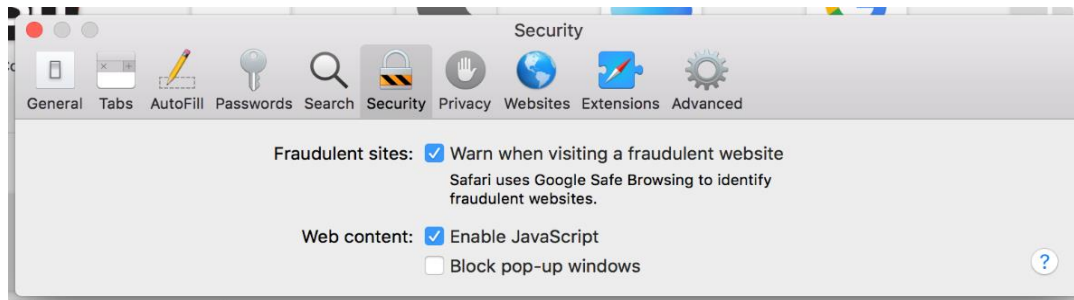 Security
General Tabs AutoFill Passwords Search Security Privacy Websites Extensions Advanced
Fraudulent sites: Warn when visiting a fraudulent website
Safari uses Google Safe Browsing to identify
fraudulent websites.
Web content: Enable JavaScript
Block pop-up windows
?